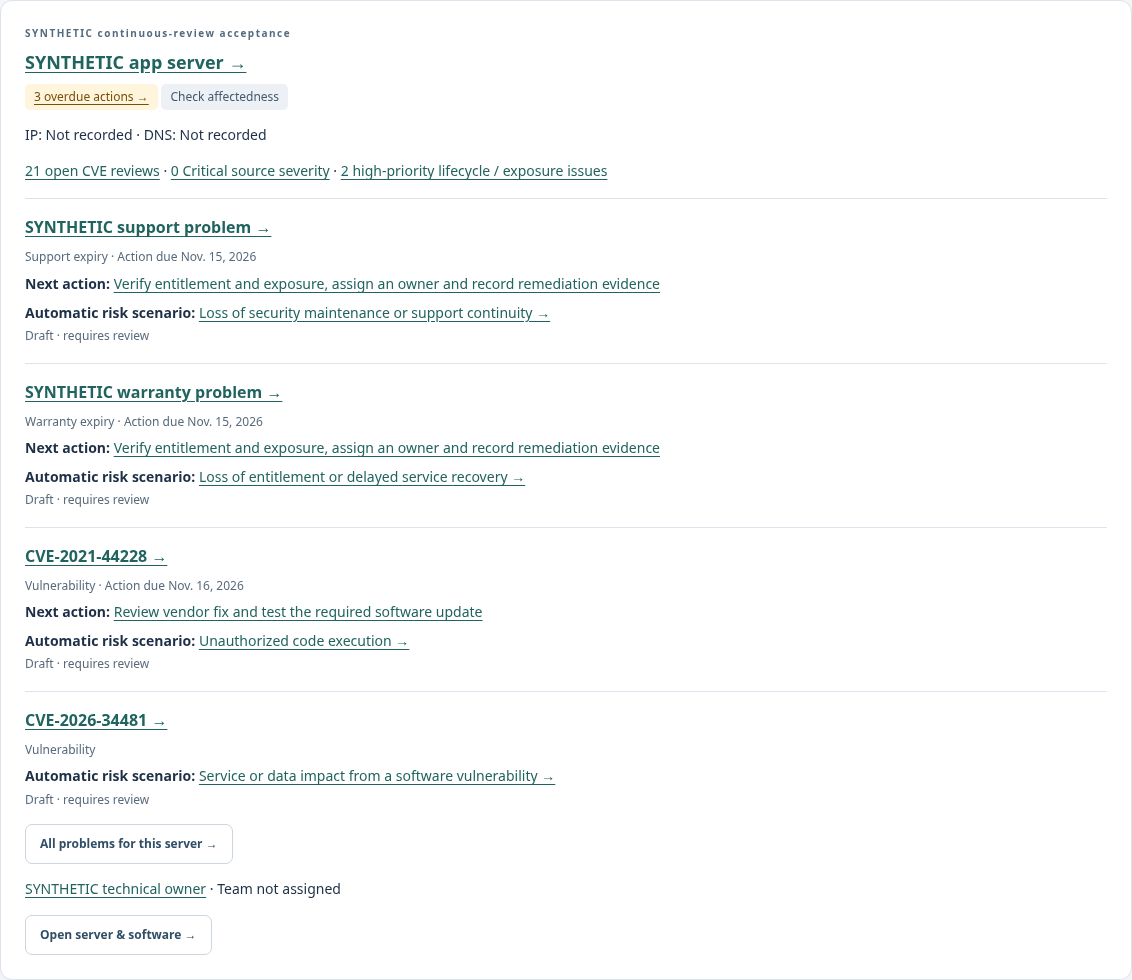 SYNTHETIC continuous-review acceptance
SYNTHETIC app server →
3 overdue actions → Check affectedness
IP: Not recorded · DNS: Not recorded
21 open CVE reviews · 0 Critical source severity · 2 high-priority lifecycle / exposure issues
SYNTHETIC support problem →
Support expiry · Action due Nov. 15, 2026
Next action: Verify entitlement and exposure, assign an owner and record remediation evidence
Automatic risk scenario: Loss of security maintenance or support continuity →
Draft · requires review
SYNTHETIC warranty problem →
Warranty expiry · Action due Nov. 15, 2026
Next action: Verify entitlement and exposure, assign an owner and record remediation evidence
Automatic risk scenario: Loss of entitlement or delayed service recovery →
Draft · requires review
CVE-2021-44228 →
Vulnerability · Action due Nov. 16, 2026
Next action: Review vendor fix and test the required software update
Automatic risk scenario: Unauthorized code execution →
Draft · requires review
CVE-2026-34481 →
Vulnerability
Automatic risk scenario: Service or data impact from a software vulnerability →
Draft · requires review
All problems for this server →
SYNTHETIC technical owner · Team not assigned
Open server & software →